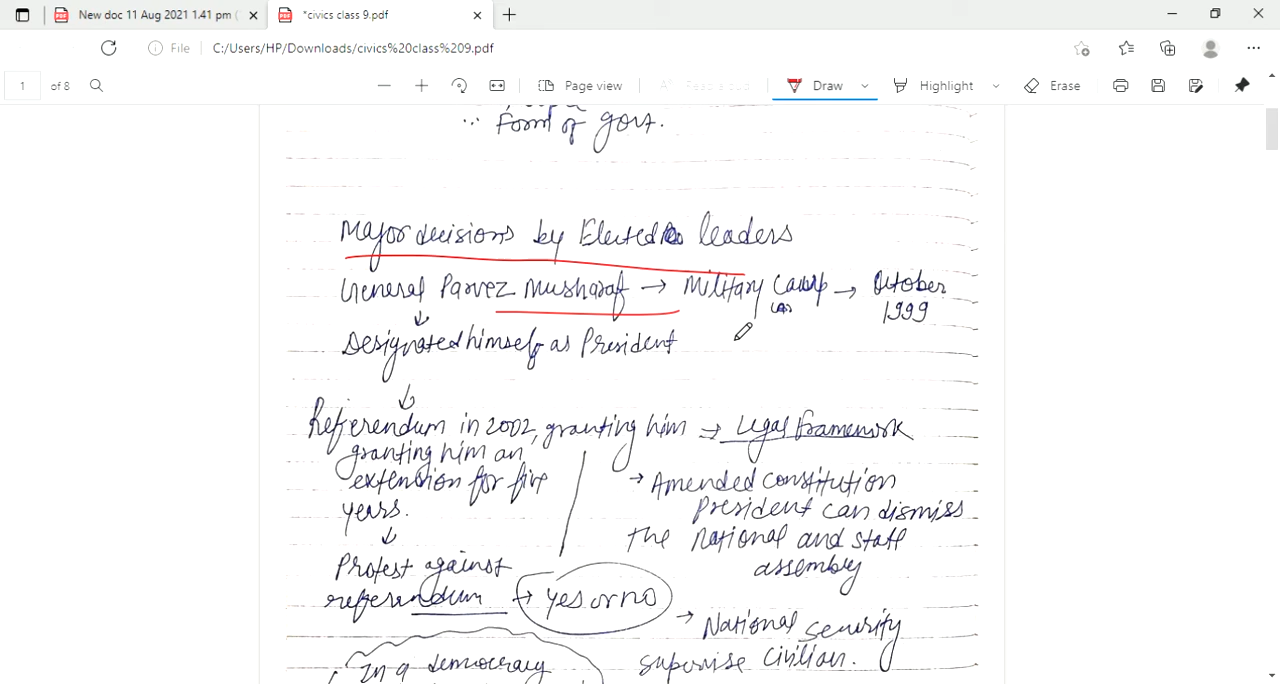 New doc 11 Aug 2021 1.41 pm (
*civics class 9.pdf
File C:/Users/HP/Downloads/civics%20class%209.pdf
1 of 8 Page view Draw Highlight Erase
∵ Form of govt.
Major decisions by Elected leaders
General Parvez Musharaf → Military → October
1999
↓
Designated himself as President
↓
Referendum in 2002, granting him → Legal Framework
granting him an
extension for five
years.
→ Amended constitution
President can dismiss
The National and staff
assembly
↓
Protest against
referendum → yes or no
→ National security
supervise civilian.
In a democracy